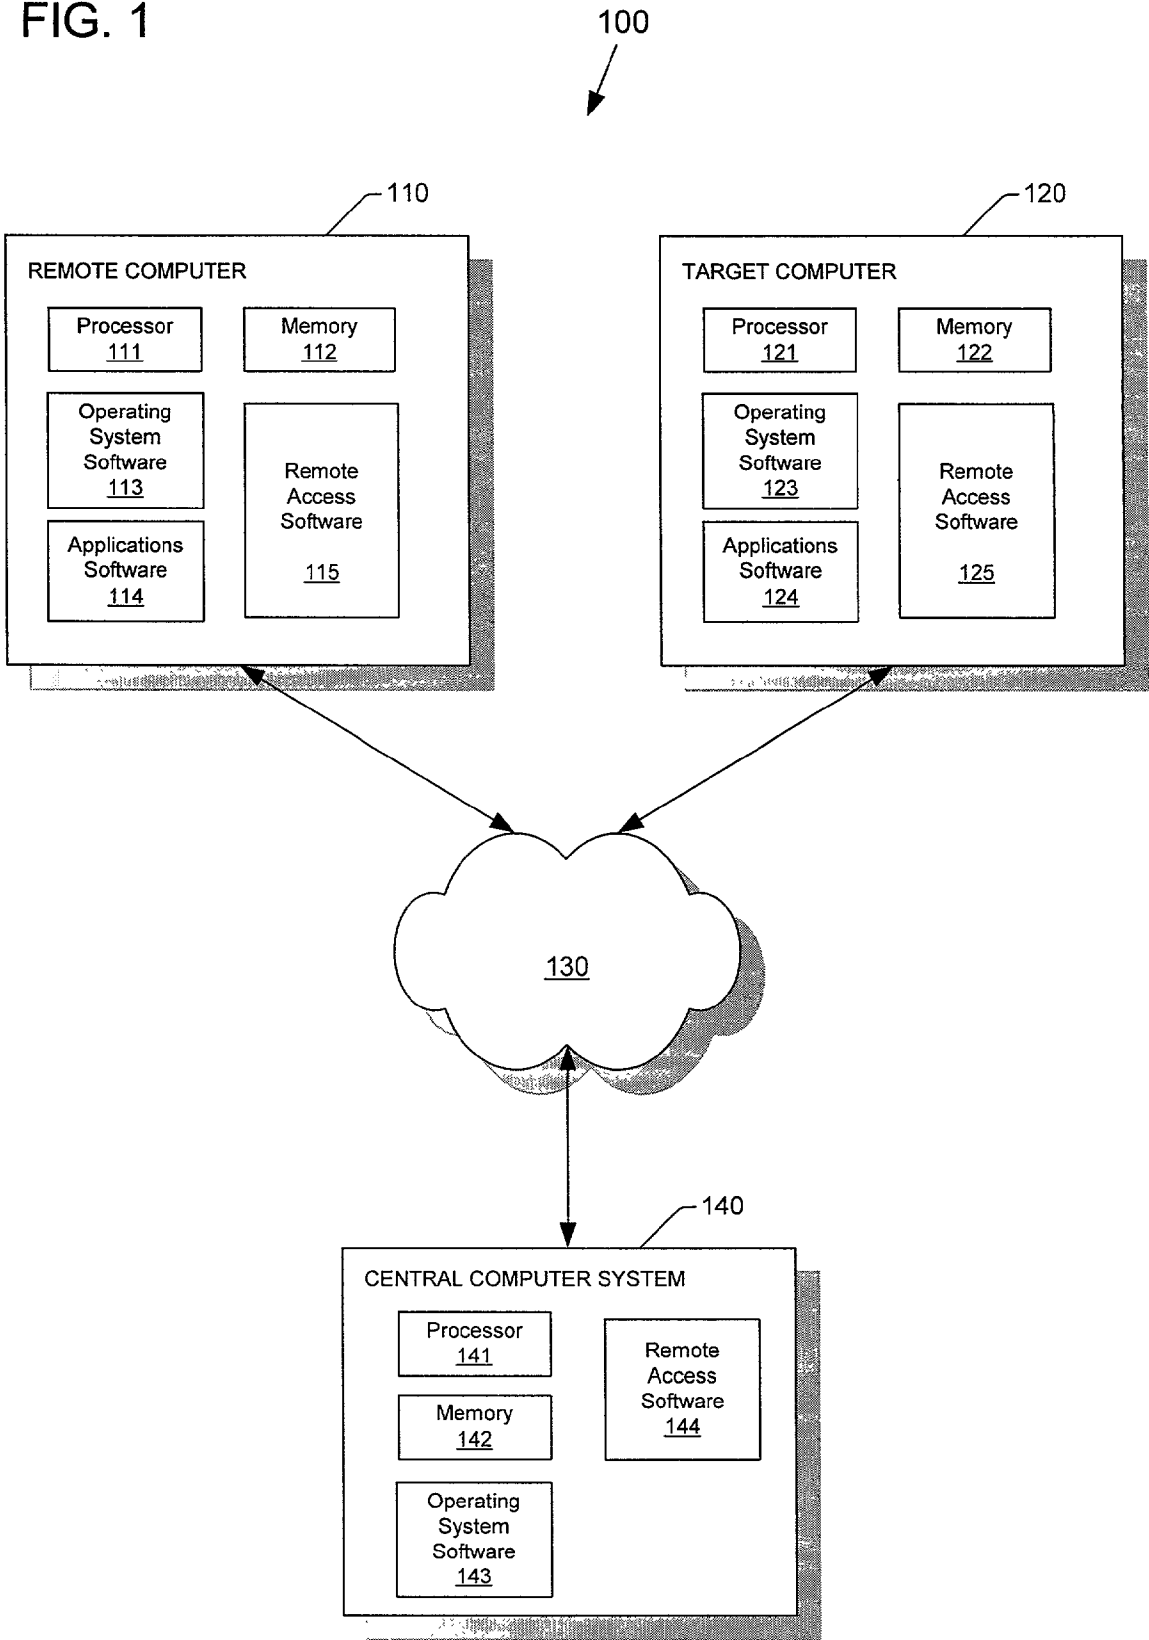 FIG. 1
100
110
REMOTE COMPUTER
Processor
111
Memory
112
Operating
System
Software
113
Applications
Software
114
Remote
Access
Software
115
120
TARGET COMPUTER
Processor
121
Memory
122
Operating
System
Software
123
Applications
Software
124
Remote
Access
Software
125
130
140
CENTRAL COMPUTER SYSTEM
Processor
141
Memory
142
Operating
System
Software
143
Remote
Access
Software
144